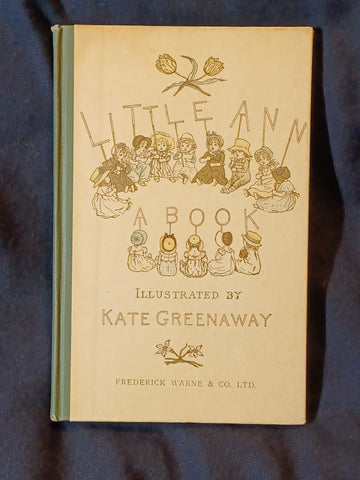 LITTLE ANN
A BOOK
ILLUSTRATED BY
KATE GREENAWAY
FREDERICK WARNE & CO. LTD.